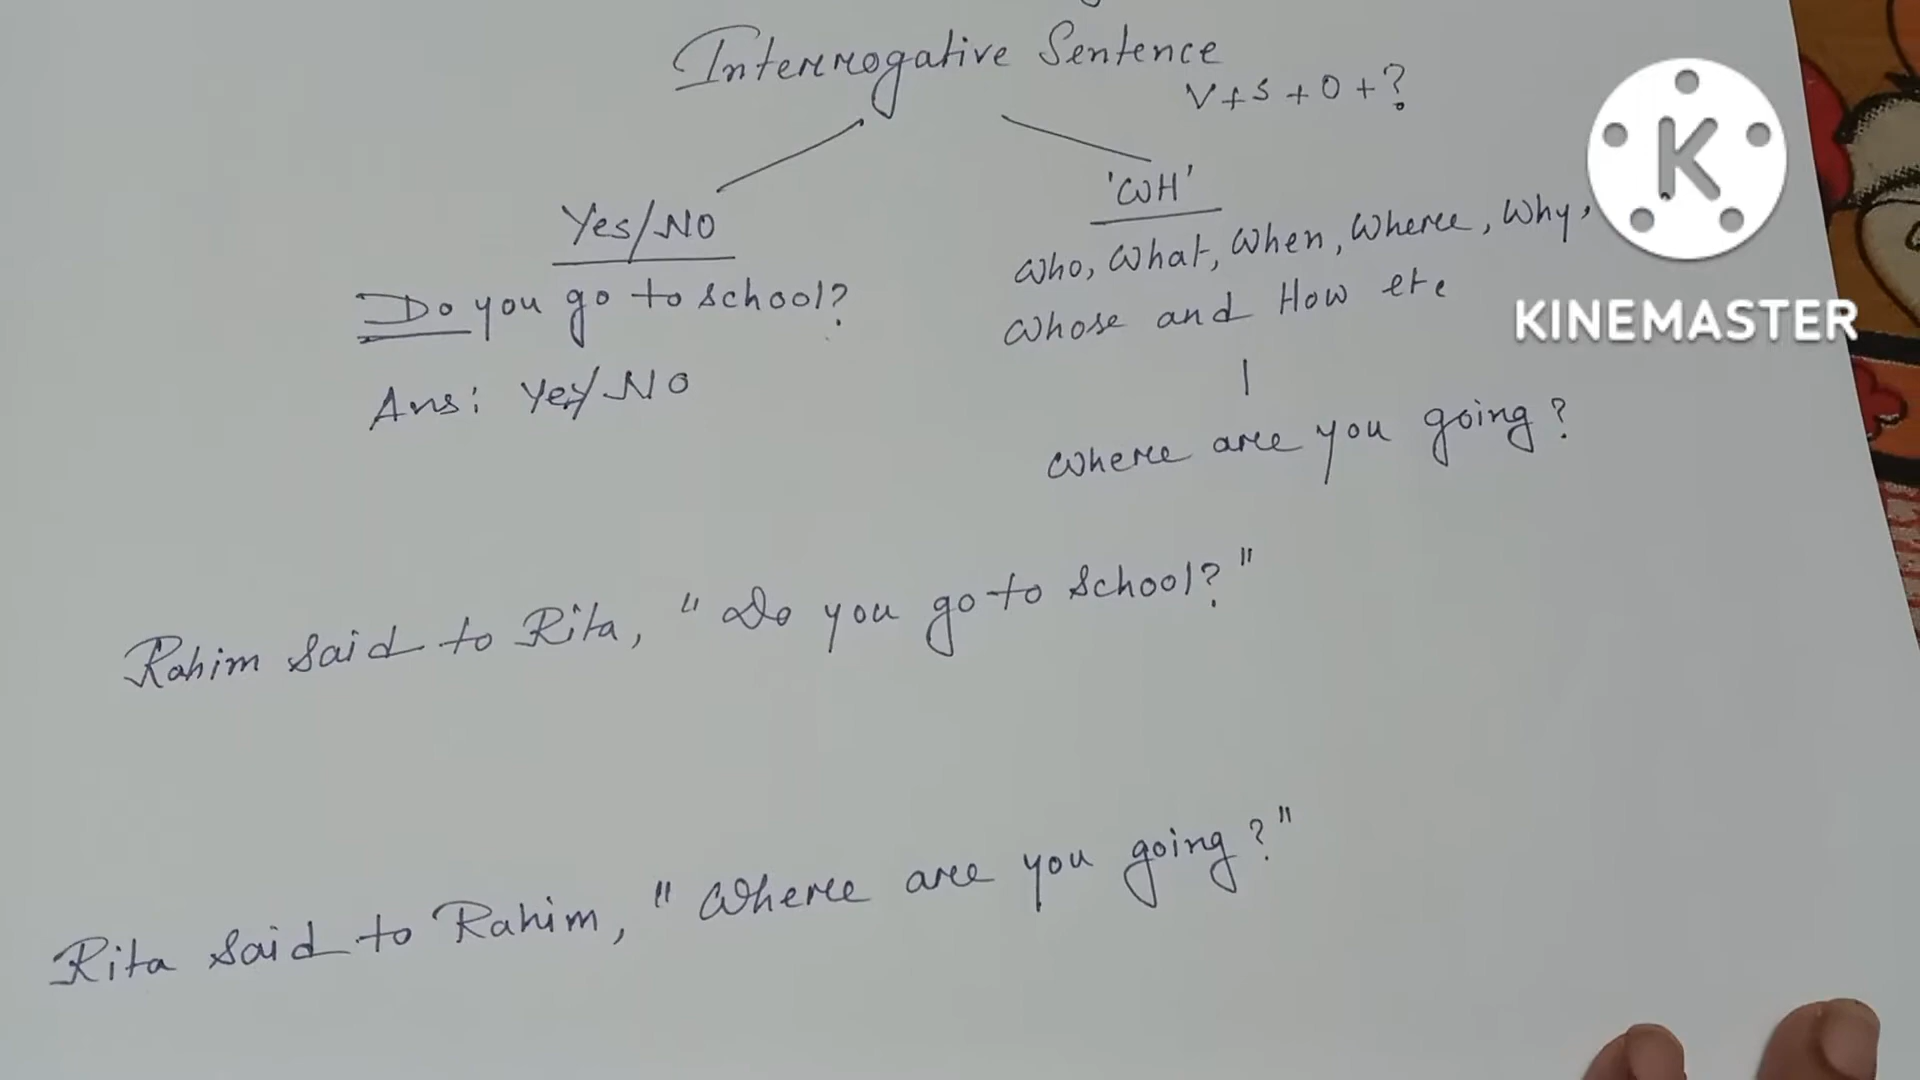 Interrogative Sentence
V+S+O+?
Yes/NO
Do you go to school?
Ans: Yes/NO
'WH'
Who, What, When, Where, Why,
Whose and How etc
Where are you going?
Rahim said to Rita, "Do you go to school?"
Rita said to Rahim, "Where are you going?"
K
KINEMASTER